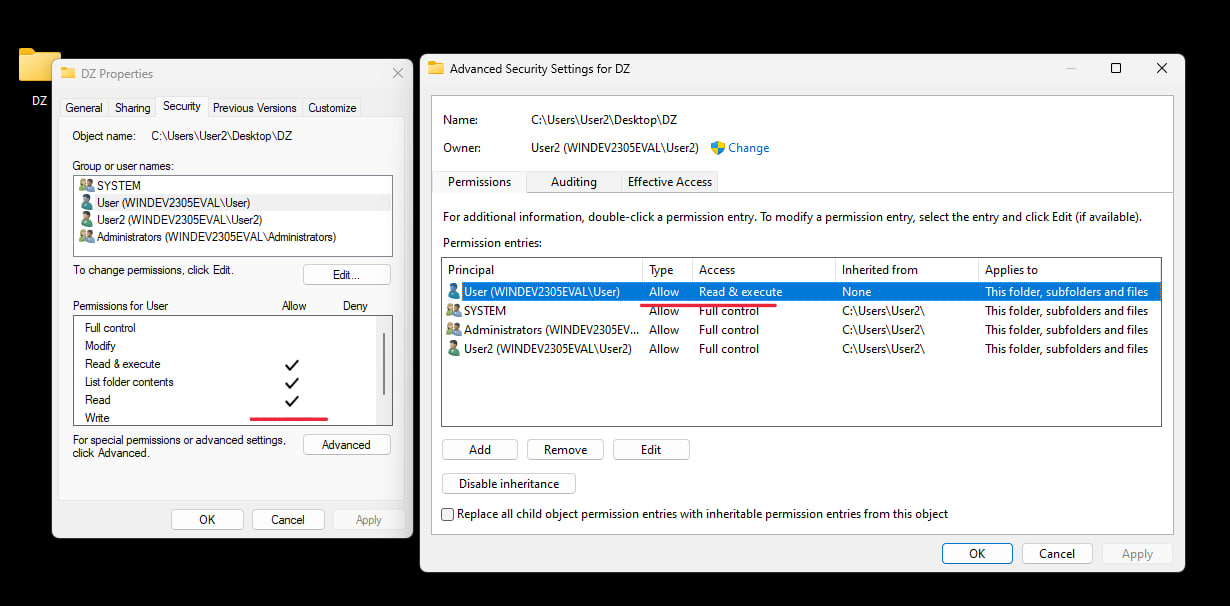 DZ
DZ Properties
General Sharing Security Previous Versions Customize
Object name: C:\Users\User2\Desktop\DZ
Group or user names:
SYSTEM
User (WINDEV2305EVAL\User)
User2 (WINDEV2305EVAL\User2)
Administrators (WINDEV2305EVAL\Administrators)
To change permissions, click Edit.
Edit...
Permissions for User Allow Deny
Full control
Modify
Read & execute
List folder contents
Read
Write
For special permissions or advanced settings,
click Advanced.
Advanced
OK Cancel Apply
Advanced Security Settings for DZ
Name: C:\Users\User2\Desktop\DZ
Owner: User2 (WINDEV2305EVAL\User2) Change
Permissions Auditing Effective Access
For additional information, double-click a permission entry. To modify a permission entry, select the entry and click Edit (if available).
Permission entries:
Principal Type Access Inherited from Applies to
User (WINDEV2305EVAL\User) Allow Read & execute None This folder, subfolders and files
SYSTEM Allow Full control C:\Users\User2\ This folder, subfolders and files
Administrators (WINDEV2305EV... Allow Full control C:\Users\User2\ This folder, subfolders and files
User2 (WINDEV2305EVAL\User2) Allow Full control C:\Users\User2\ This folder, subfolders and files
Add Remove Edit
Disable inheritance
Replace all child object permission entries with inheritable permission entries from this object
OK Cancel Apply